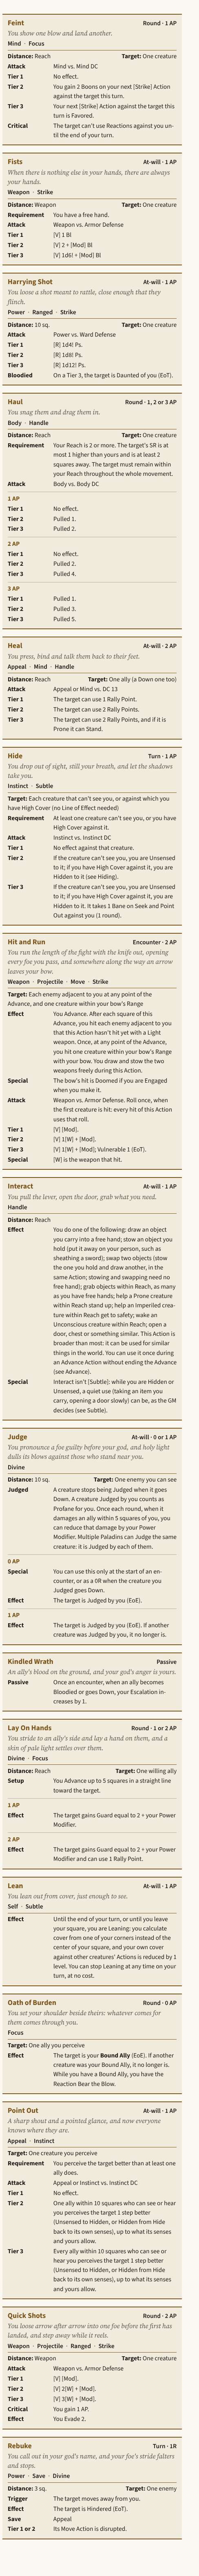 Feint Round · 1 AP
You show one blow and land another.
Mind · Focus
Distance: Reach Target: One creature
Attack Mind vs. Mind DC
Tier 1 No effect.
Tier 2 You gain 2 Boons on your next [Strike] Action
against the target this turn.
Tier 3 Your next [Strike] Action against the target this
turn is Favored.
Critical The target can't use Reactions against you un-
til the end of your turn.
Fists At-will · 1 AP
When there is nothing else in your hands, there are always
your hands.
Weapon · Strike
Distance: Weapon Target: One creature
Requirement You have a free hand.
Attack Weapon vs. Armor Defense
Tier 1 [V] 1 Bl
Tier 2 [V] 2 + [Mod] Bl
Tier 3 [V] 1d6! + [Mod] Bl
Harrying Shot At-will · 1 AP
You loose a shot meant to rattle, close enough that they
flinch.
Power · Ranged · Strike
Distance: 10 sq. Target: One creature
Attack Power vs. Ward Defense
Tier 1 [R] 1d4! Ps.
Tier 2 [R] 1d8! Ps.
Tier 3 [R] 1d12! Ps.
Bloodied On a Tier 3, the target is Daunted of you (EoT).
Haul Round · 1, 2 or 3 AP
You snag them and drag them in.
Body · Handle
Distance: Reach Target: One creature
Requirement Your Reach is 2 or more. The target's SR is at
most 1 higher than yours and is at least 2
squares away. The target must remain within
your Reach throughout the whole movement.
Attack Body vs. Body DC
1 AP
Tier 1 No effect.
Tier 2 Pulled 1.
Tier 3 Pulled 2.
2 AP
Tier 1 No effect.
Tier 2 Pulled 2.
Tier 3 Pulled 4.
3 AP
Tier 1 Pulled 1.
Tier 2 Pulled 3.
Tier 3 Pulled 5.
Heal At-will · 2 AP
You press, bind and talk them back to their feet.
Appeal · Mind · Handle
Distance: Reach Target: One ally (a Down one too)
Attack Appeal or Mind vs. DC 13
Tier 1 The target can use 1 Rally Point.
Tier 2 The target can use 2 Rally Points.
Tier 3 The target can use 2 Rally Points, and if it is
Prone it can Stand.
Hide Turn · 1 AP
You drop out of sight, still your breath, and let the shadows
take you.
Instinct · Subtle
Target: Each creature that can't see you, or against which you
have High Cover (no Line of Effect needed)
Requirement At least one creature can't see you, or you have
High Cover against it.
Attack Instinct vs. Instinct DC
Tier 1 No effect against that creature.
Tier 2 If the creature can't see you, you are Unsensed
to it; if you have High Cover against it, you are
Hidden to it (see Hiding).
Tier 3 If the creature can't see you, you are Unsensed
to it; if you have High Cover against it, you are
Hidden to it. It takes 1 Bane on Seek and Point
Out against you (1 round).
Hit and Run Encounter · 2 AP
You run the length of the fight with the knife out, opening
every foe you pass, and somewhere along the way an arrow
leaves your bow.
Weapon · Projectile · Move · Strike
Target: Each enemy adjacent to you at any point of the
Advance, and one creature within your bow's Range
Effect You Advance. After each square of this
Advance, you hit each enemy adjacent to you
that this Action hasn't hit yet with a Light
weapon. Once, at any point of the Advance,
you hit one creature within your bow's Range
with your bow. You draw and stow the two
weapons freely during this Action.
Special The bow's hit is Doomed if you are Engaged
when you make it.
Attack Weapon vs. Armor Defense. Roll once, when
the first creature is hit: every hit of this Action
uses that roll.
Tier 1 [V] [Mod].
Tier 2 [V] 1[W] + [Mod].
Tier 3 [V] 1[W] + [Mod]; Vulnerable 1 (EoT).
Special [W] is the weapon that hit.
Interact At-will · 1 AP
You pull the lever, open the door, grab what you need.
Handle
Distance: Reach
Effect You do one of the following: draw an object
you carry into a free hand; stow an object you
hold (put it away on your person, such as
sheathing a sword); swap two objects (stow
the one you hold and draw another, in the
same Action; stowing and swapping need no
free hand); grab objects within Reach, as many
as you have free hands; help a Prone creature
within Reach stand up; help an Imperiled crea-
ture within Reach get to safety; wake an
Unconscious creature within Reach; open a
door, chest or something similar. This Action is
broader than most: it can be used for similar
things in the world. You can use it once during
an Advance Action without ending the Advance
(see Advance).
Special Interact isn't [Subtle]: while you are Hidden or
Unsensed, a quiet use (taking an item you
carry, opening a door slowly) can be, as the GM
decides (see Subtle).
Judge At-will · 0 or 1 AP
You pronounce a foe guilty before your god, and holy light
dulls its blows against those who stand near you.
Divine
Distance: 10 sq. Target: One enemy you can see
Judged A creature stops being Judged when it goes
Down. A creature Judged by you counts as
Profane for you. Once each round, when it
damages an ally within 5 squares of you, you
can reduce that damage by your Power
Modifier. Multiple Paladins can Judge the same
creature: it is Judged by each of them.
0 AP
Special You can use this only at the start of an en-
counter, or as a 0R when the creature you
Judged goes Down.
Effect The target is Judged by you (EoE).
1 AP
Effect The target is Judged by you (EoE). If another
creature was Judged by you, it no longer is.
Kindled Wrath Passive
An ally's blood on the ground, and your god's anger is yours.
Passive Once an encounter, when an ally becomes
Bloodied or goes Down, your Escalation in-
creases by 1.
Lay On Hands Round · 1 or 2 AP
You stride to an ally's side and lay a hand on them, and a
skin of pale light settles over them.
Divine · Focus
Distance: Reach Target: One willing ally
Setup You Advance up to 5 squares in a straight line
toward the target.
1 AP
Effect The target gains Guard equal to 2 + your Power
Modifier.
2 AP
Effect The target gains Guard equal to 2 + your Power
Modifier and can use 1 Rally Point.
Lean At-will · 1 AP
You lean out from cover, just enough to see.
Self · Subtle
Effect Until the end of your turn, or until you leave
your square, you are Leaning: you calculate
cover from one of your corners instead of the
center of your square, and your own cover
against other creatures' Actions is reduced by 1
level. You can stop Leaning at any time on your
turn, at no cost.
Oath of Burden Round · 0 AP
You set your shoulder beside theirs: whatever comes for
them comes through you.
Focus
Target: One ally you perceive
Effect The target is your Bound Ally (EoE). If another
creature was your Bound Ally, it no longer is.
While you have a Bound Ally, you have the
Reaction Bear the Blow.
Point Out At-will · 1 AP
A sharp shout and a pointed glance, and now everyone
knows where they are.
Appeal · Instinct
Target: One creature you perceive
Requirement You perceive the target better than at least one
ally does.
Attack Appeal or Instinct vs. Instinct DC
Tier 1 No effect.
Tier 2 One ally within 10 squares who can see or hear
you perceives the target 1 step better
(Unsensed to Hidden, or Hidden from Hide
back to its own senses), up to what its senses
and yours allow.
Tier 3 Every ally within 10 squares who can see or
hear you perceives the target 1 step better
(Unsensed to Hidden, or Hidden from Hide
back to its own senses), up to what its senses
and yours allow.
Quick Shots Round · 2 AP
You loose arrow after arrow into one foe before the first has
landed, and step away while it reels.
Weapon · Projectile · Ranged · Strike
Distance: Weapon Target: One creature
Attack Weapon vs. Armor Defense
Tier 1 [V] [Mod].
Tier 2 [V] 2[W] + [Mod].
Tier 3 [V] 3[W] + [Mod].
Critical You gain 1 AP.
Effect You Evade 2.
Rebuke Turn · 1R
You call out in your god's name, and your foe's stride falters
and stops.
Power · Save · Divine
Distance: 3 sq. Target: One enemy
Trigger The target moves away from you.
Effect The target is Hindered (EoT).
Save Appeal
Tier 1 or 2 Its Move Action is disrupted.